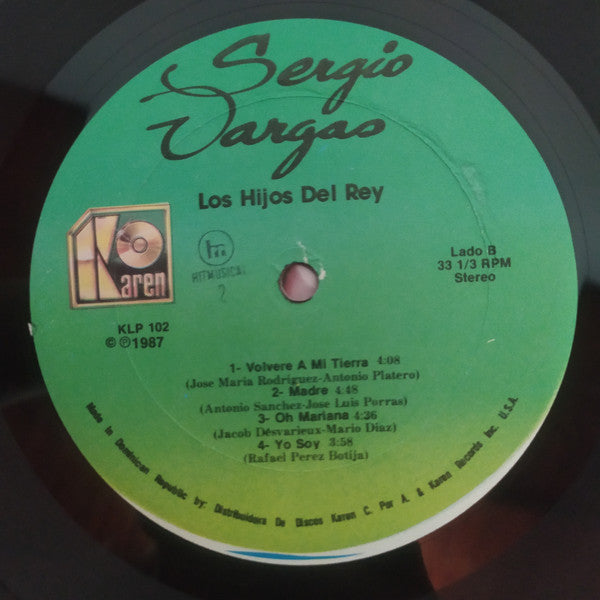 Sergio
Vargas
Los Hijos Del Rey
Karen
HITMUSICAL
2
Lado B
33 1/3 RPM
Stereo
KLP 102
© ℗ 1987
1- Volvere A Mi Tierra 4:08
(Jose Maria Rodriguez-Antonio Platero)
2- Madre 4:48
(Antonio Sanchez-Jose Luis Porras)
3- Oh Mariana 4:36
(Jacob Désvarieux-Mario Diaz)
4- Yo Soy 3:58
(Rafael Perez Botija)
Made In Dominican Republic by: Distribuidora De Discos Karen C. Por A. & Karen Records Inc. U.S.A.